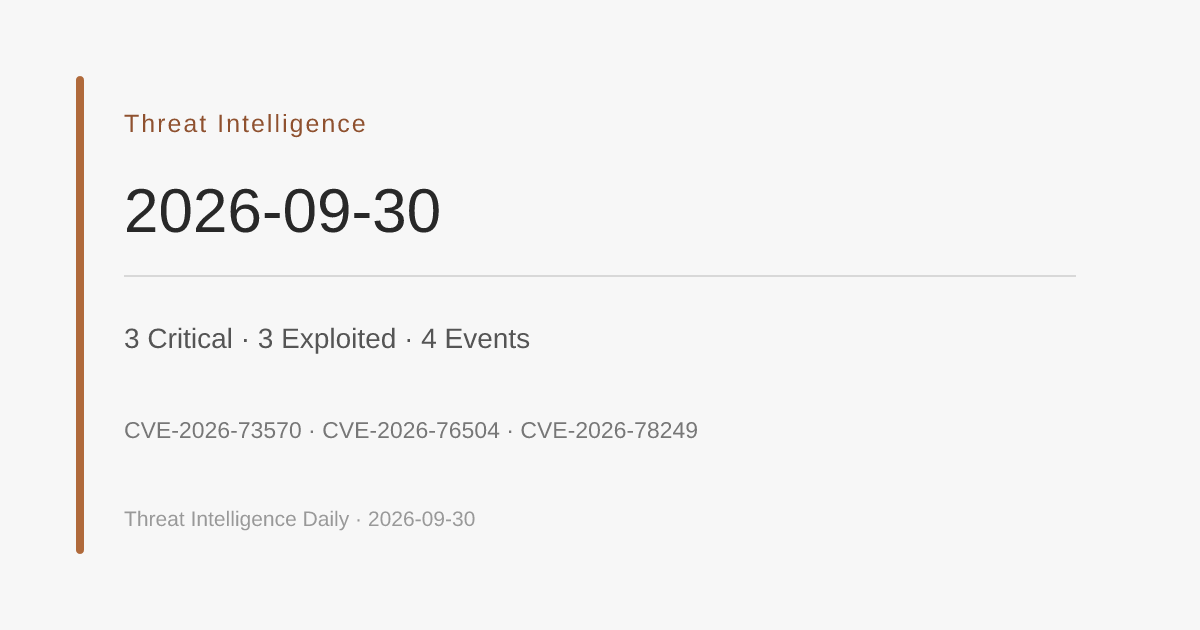 Threat Intelligence
2026-09-30
3 Critical · 3 Exploited · 4 Events
CVE-2026-73570 · CVE-2026-76504 · CVE-2026-78249
Threat Intelligence Daily · 2026-09-30